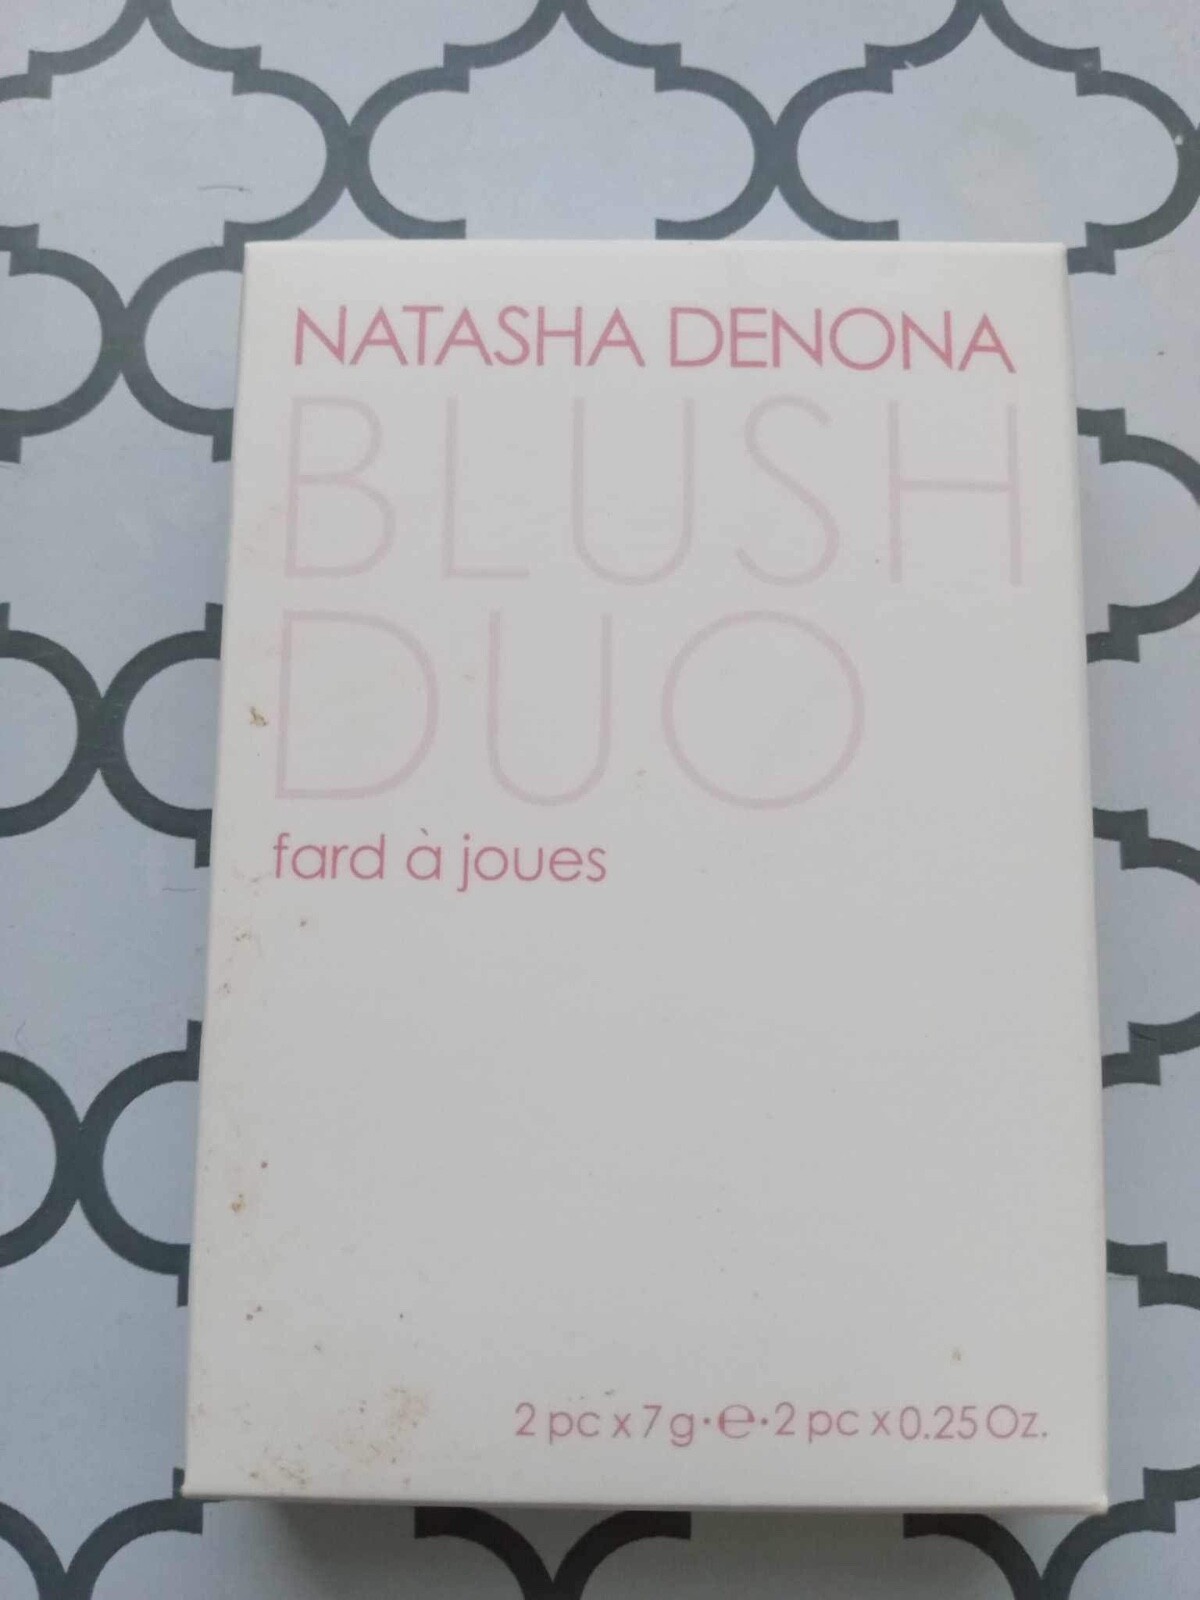 NATASHA DENONA
BLUSH
DUO
fard à joues
2 pc x 7 g·℮·2 pc x 0.25 Oz.